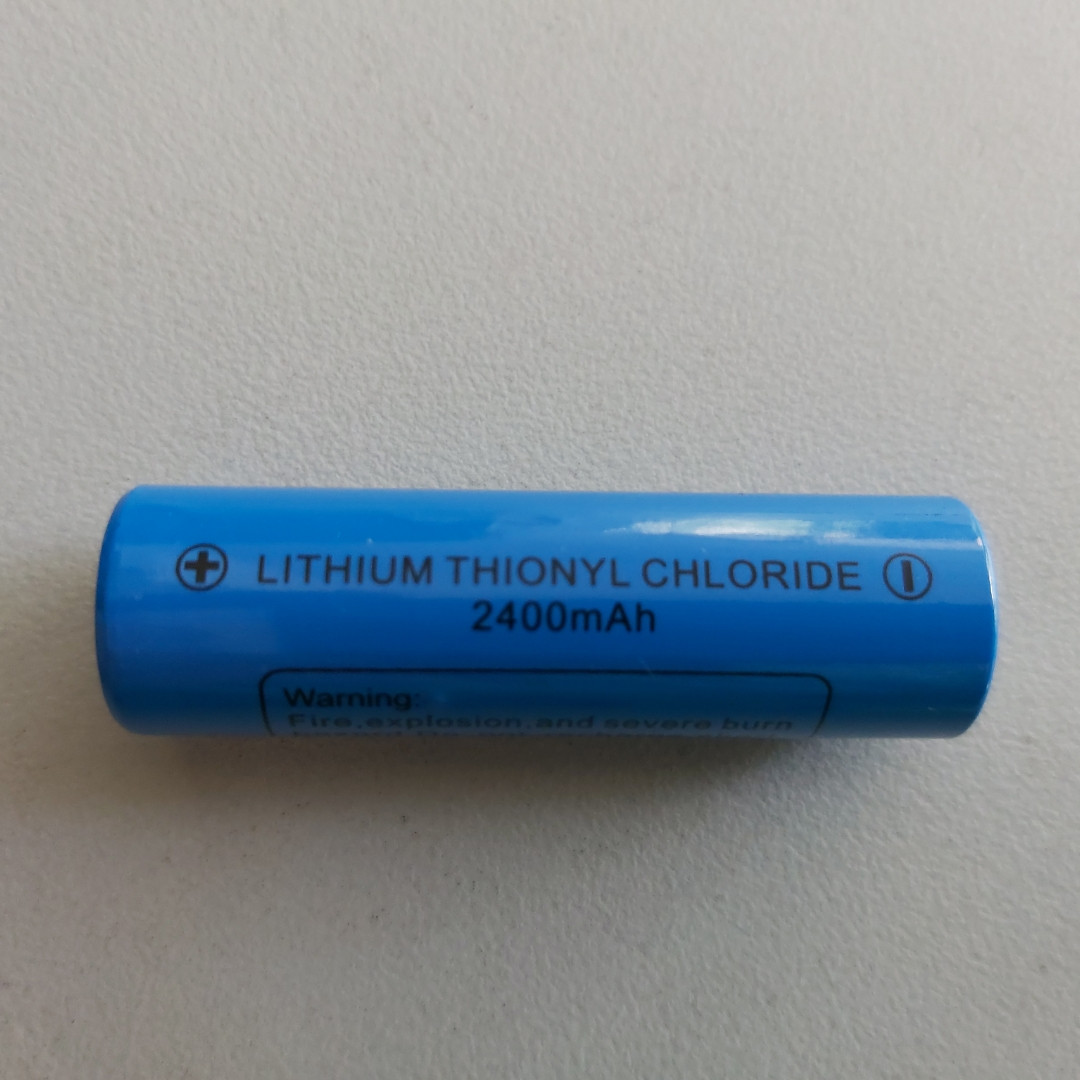 + LITHIUM THIONYL CHLORIDE -
2400mAh
Warning:
Fire,explosion,and severe burn